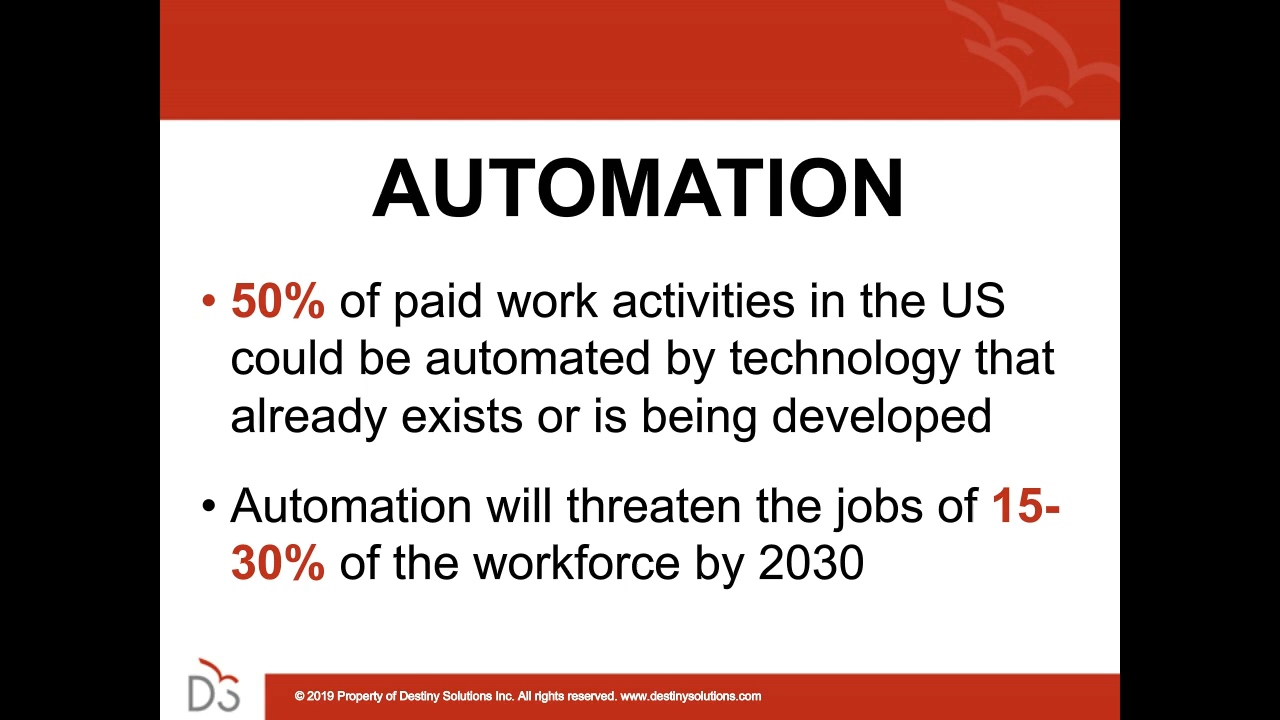 AUTOMATION
• 50% of paid work activities in the US
could be automated by technology that
already exists or is being developed
• Automation will threaten the jobs of 15-
30% of the workforce by 2030
DS
© 2019 Property of Destiny Solutions Inc. All rights reserved. www.destinysolutions.com